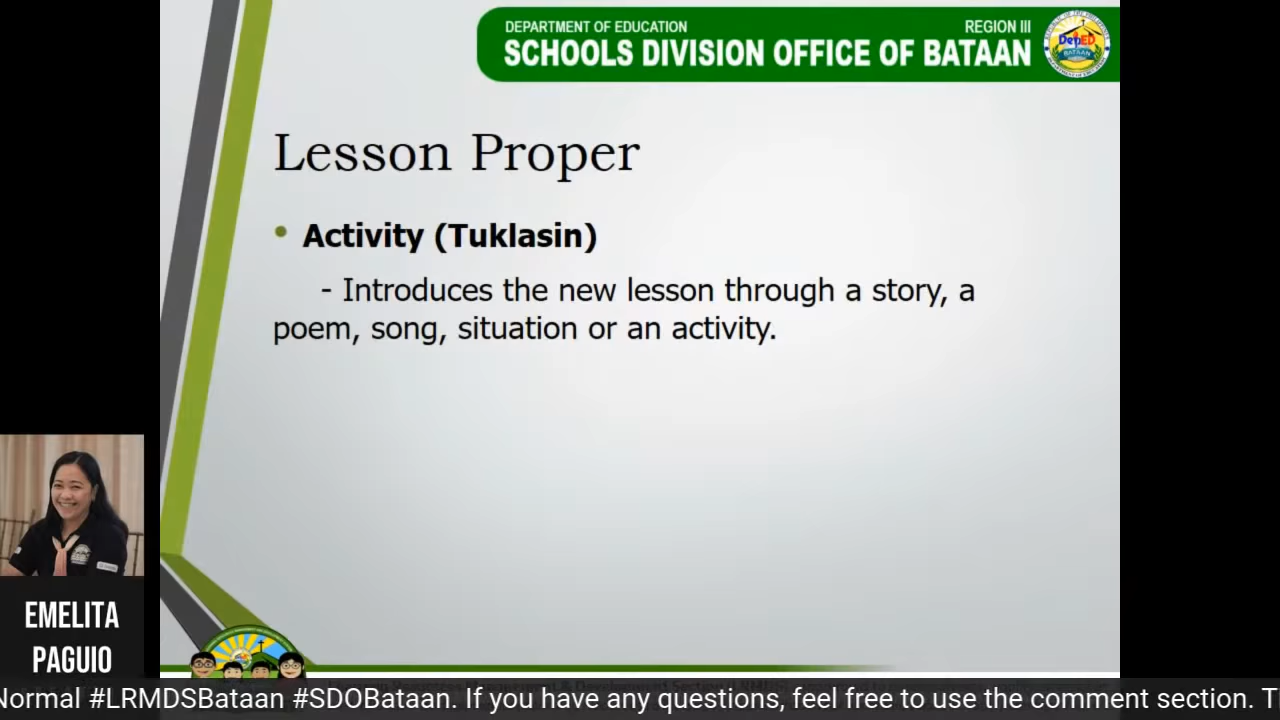 DEPARTMENT OF EDUCATION
REGION III
SCHOOLS DIVISION OFFICE OF BATAAN
DepED
BATAAN
Lesson Proper
• Activity (Tuklasin)
- Introduces the new lesson through a story, a
poem, song, situation or an activity.
EMELITA
PAGUIO
Normal #LRMDSBataan #SDOBataan. If you have any questions, feel free to use the comment section. T